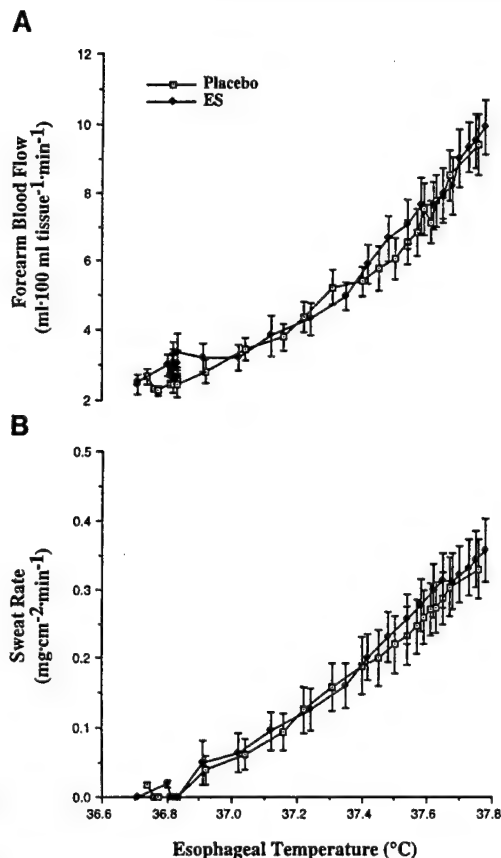 A
12
10
8
6
4
2
Forearm Blood Flow
(ml·100 ml tissue⁻¹·min⁻¹)
Placebo
ES
B
0.5
0.4
0.3
0.2
0.1
0.0
Sweat Rate
(mg·cm⁻²·min⁻¹)
36.6 36.8 37.0 37.2 37.4 37.6 37.8
Esophageal Temperature (°C)